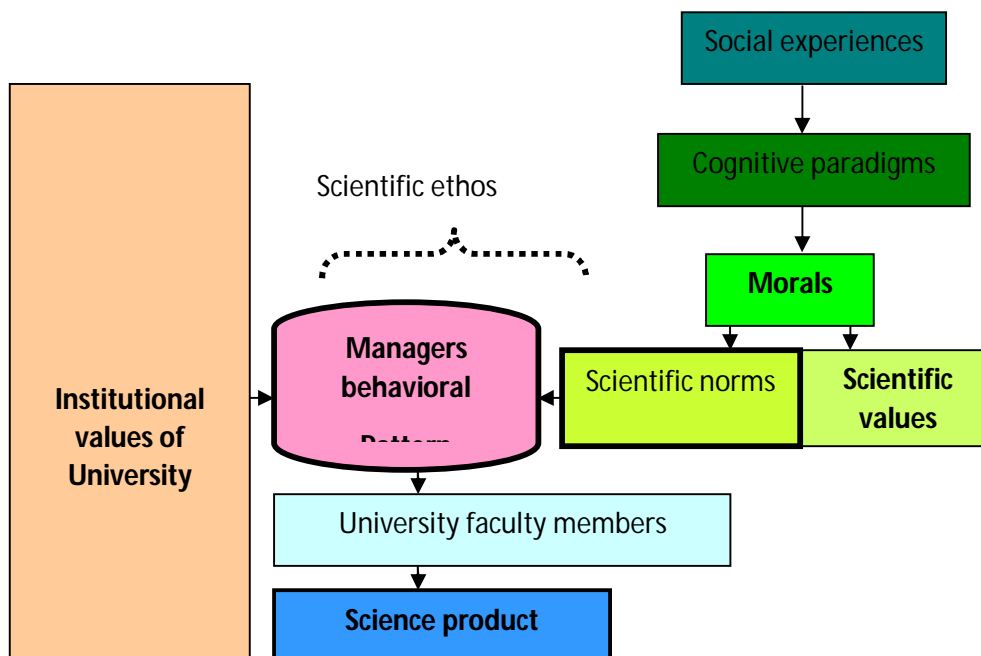 Social experiences
Cognitive paradigms
Scientific ethos
Morals
Managers
behavioral
Pattern
Scientific norms
Scientific
values
Institutional
values of
University
University faculty members
Science product